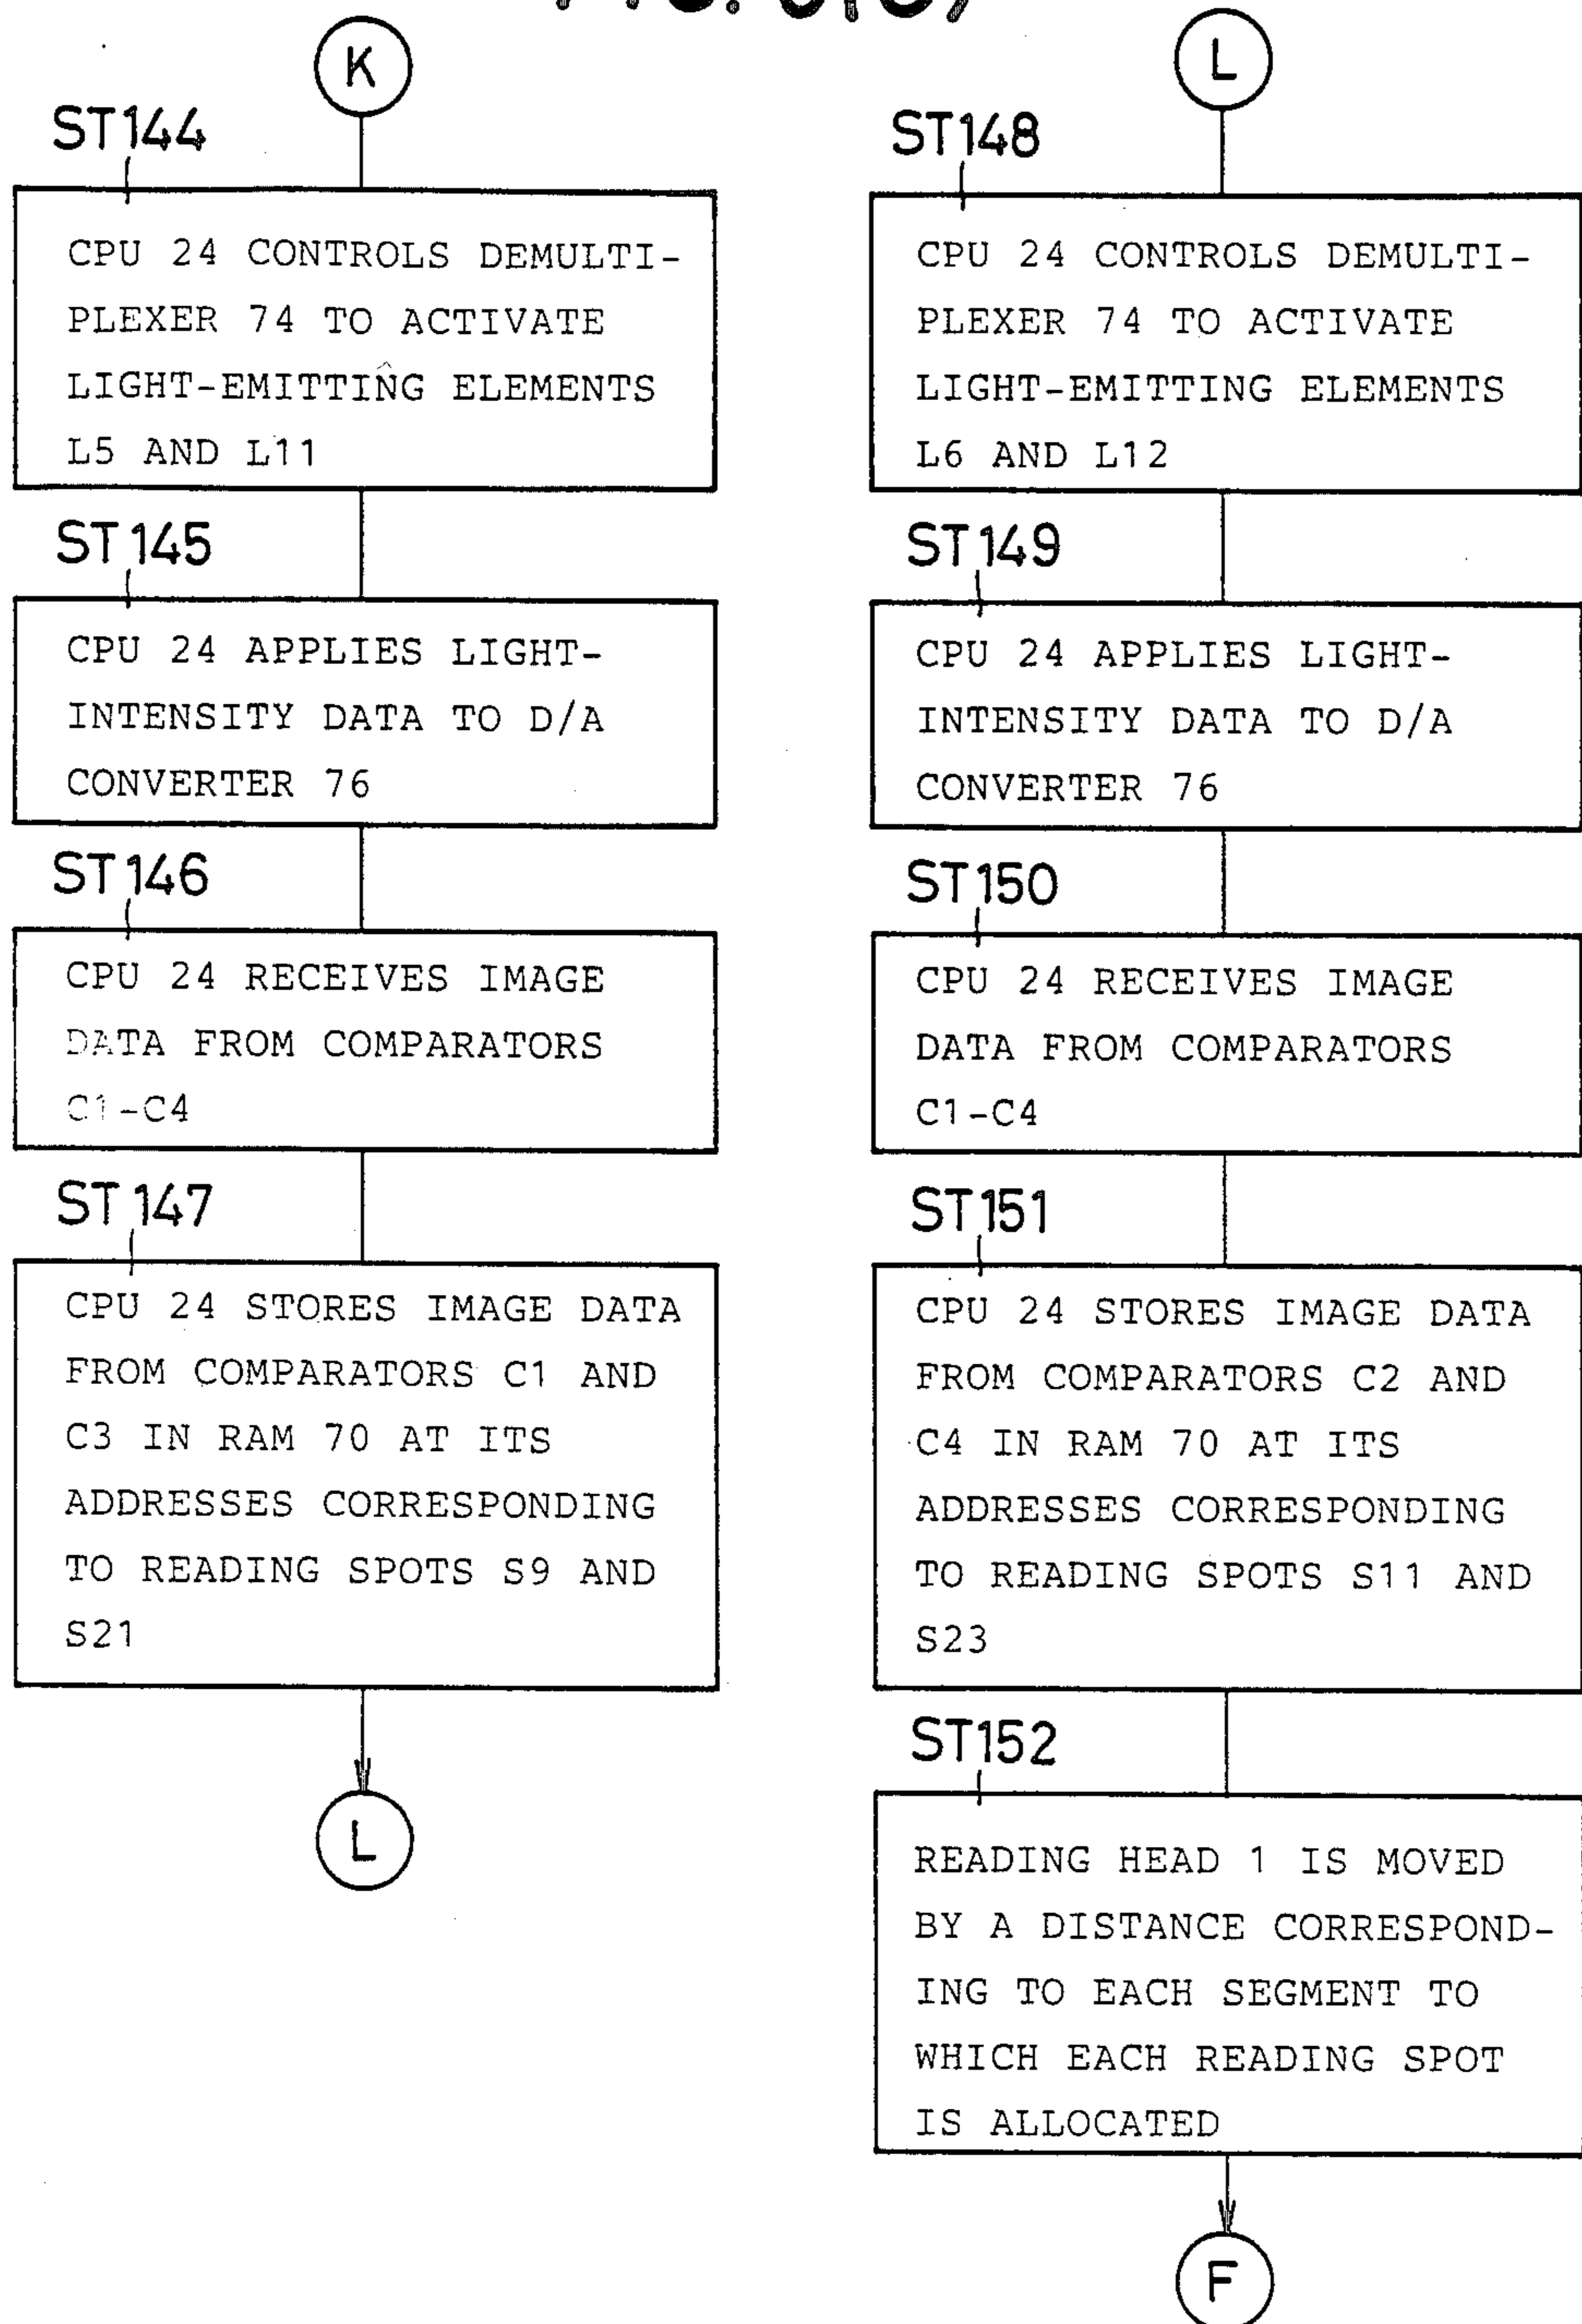 K
ST144
CPU 24 CONTROLS DEMULTI-
PLEXER 74 TO ACTIVATE
LIGHT-EMITTING ELEMENTS
L5 AND L11
ST145
CPU 24 APPLIES LIGHT-
INTENSITY DATA TO D/A
CONVERTER 76
ST146
CPU 24 RECEIVES IMAGE
DATA FROM COMPARATORS
C1-C4
ST147
CPU 24 STORES IMAGE DATA
FROM COMPARATORS C1 AND
C3 IN RAM 70 AT ITS
ADDRESSES CORRESPONDING
TO READING SPOTS S9 AND
S21
L
L
ST148
CPU 24 CONTROLS DEMULTI-
PLEXER 74 TO ACTIVATE
LIGHT-EMITTING ELEMENTS
L6 AND L12
ST149
CPU 24 APPLIES LIGHT-
INTENSITY DATA TO D/A
CONVERTER 76
ST150
CPU 24 RECEIVES IMAGE
DATA FROM COMPARATORS
C1-C4
ST151
CPU 24 STORES IMAGE DATA
FROM COMPARATORS C2 AND
C4 IN RAM 70 AT ITS
ADDRESSES CORRESPONDING
TO READING SPOTS S11 AND
S23
ST152
READING HEAD 1 IS MOVED
BY A DISTANCE CORRESPOND-
ING TO EACH SEGMENT TO
WHICH EACH READING SPOT
IS ALLOCATED
F